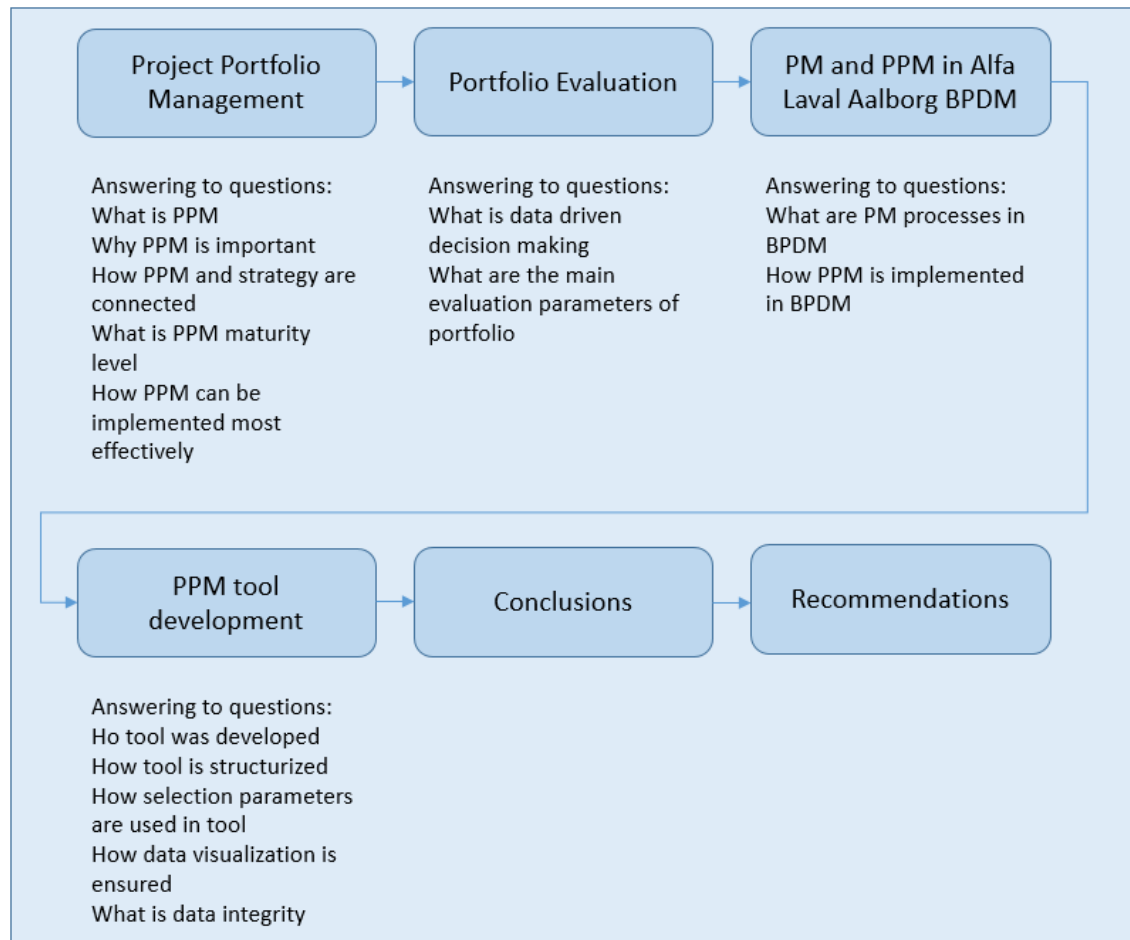 Project Portfolio
Management
Portfolio Evaluation
PM and PPM in Alfa
Laval Aalborg BPDM
Answering to questions:
What is PPM
Why PPM is important
How PPM and strategy are
connected
What is PPM maturity
level
How PPM can be
implemented most
effectively
Answering to questions:
What is data driven
decision making
What are the main
evaluation parameters of
portfolio
Answering to questions:
What are PM processes in
BPDM
How PPM is implemented
in BPDM
PPM tool
development
Conclusions
Recommendations
Answering to questions:
Ho tool was developed
How tool is structurized
How selection parameters
are used in tool
How data visualization is
ensured
What is data integrity